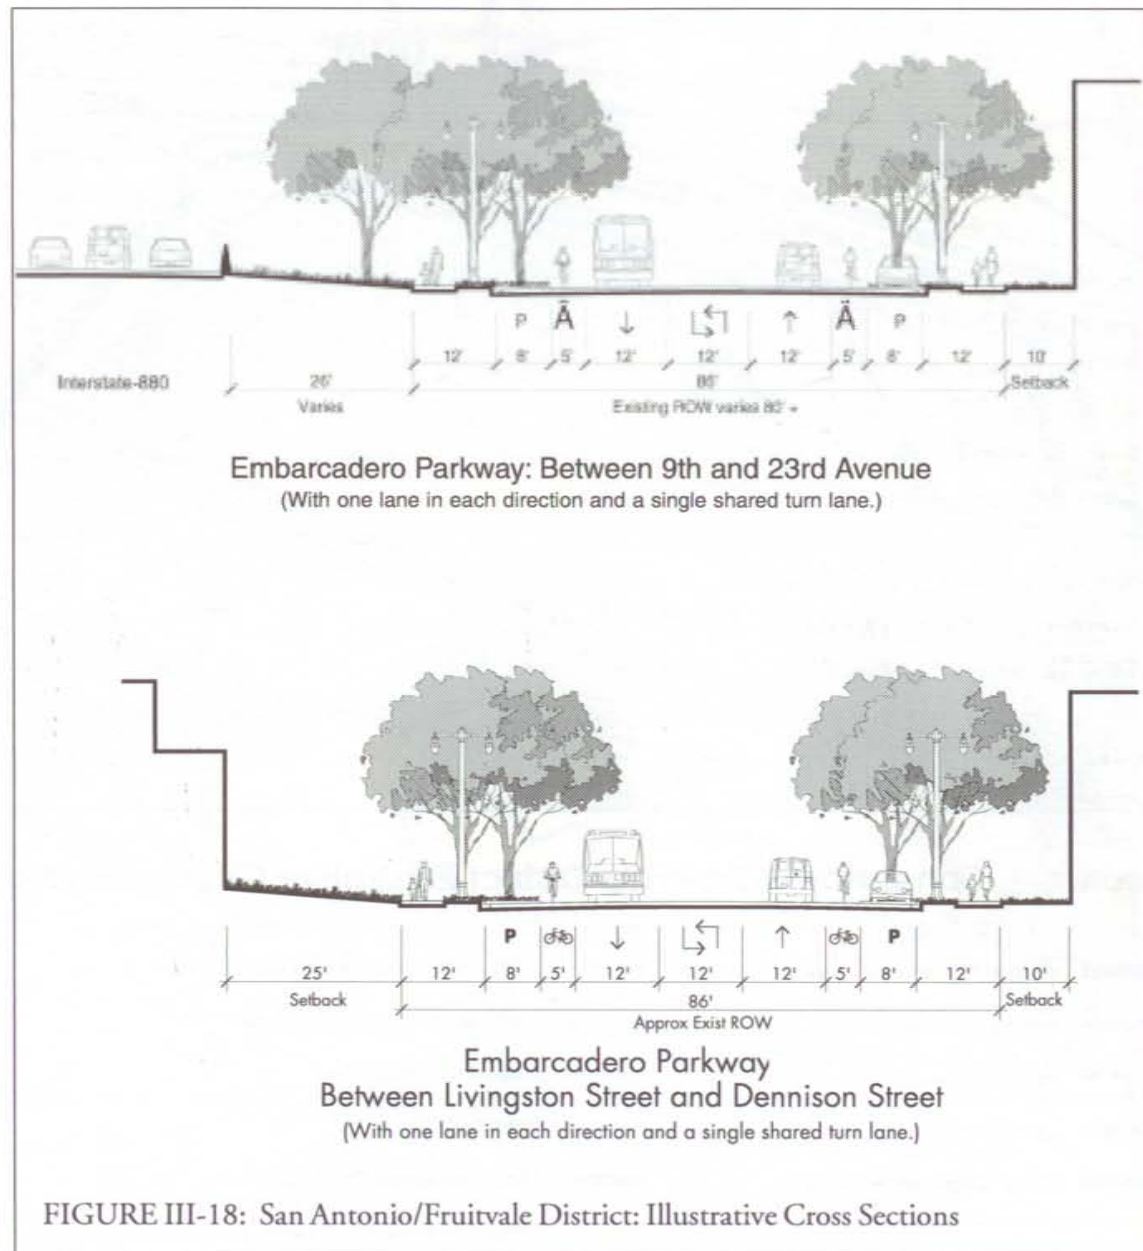 P Ā P
12' 8' 5' 12' 12' 12' 5' 8' 12' 10'
Interstate-880 26' 86' Setback
Varies Existing ROW varies 80' +
Embarcadero Parkway: Between 9th and 23rd Avenue
(With one lane in each direction and a single shared turn lane.)
P P
25' 12' 8' 5' 12' 12' 12' 5' 8' 12' 10'
Setback 86' Setback
Approx Exist ROW
Embarcadero Parkway
Between Livingston Street and Dennison Street
(With one lane in each direction and a single shared turn lane.)
FIGURE III-18: San Antonio/Fruitvale District: Illustrative Cross Sections